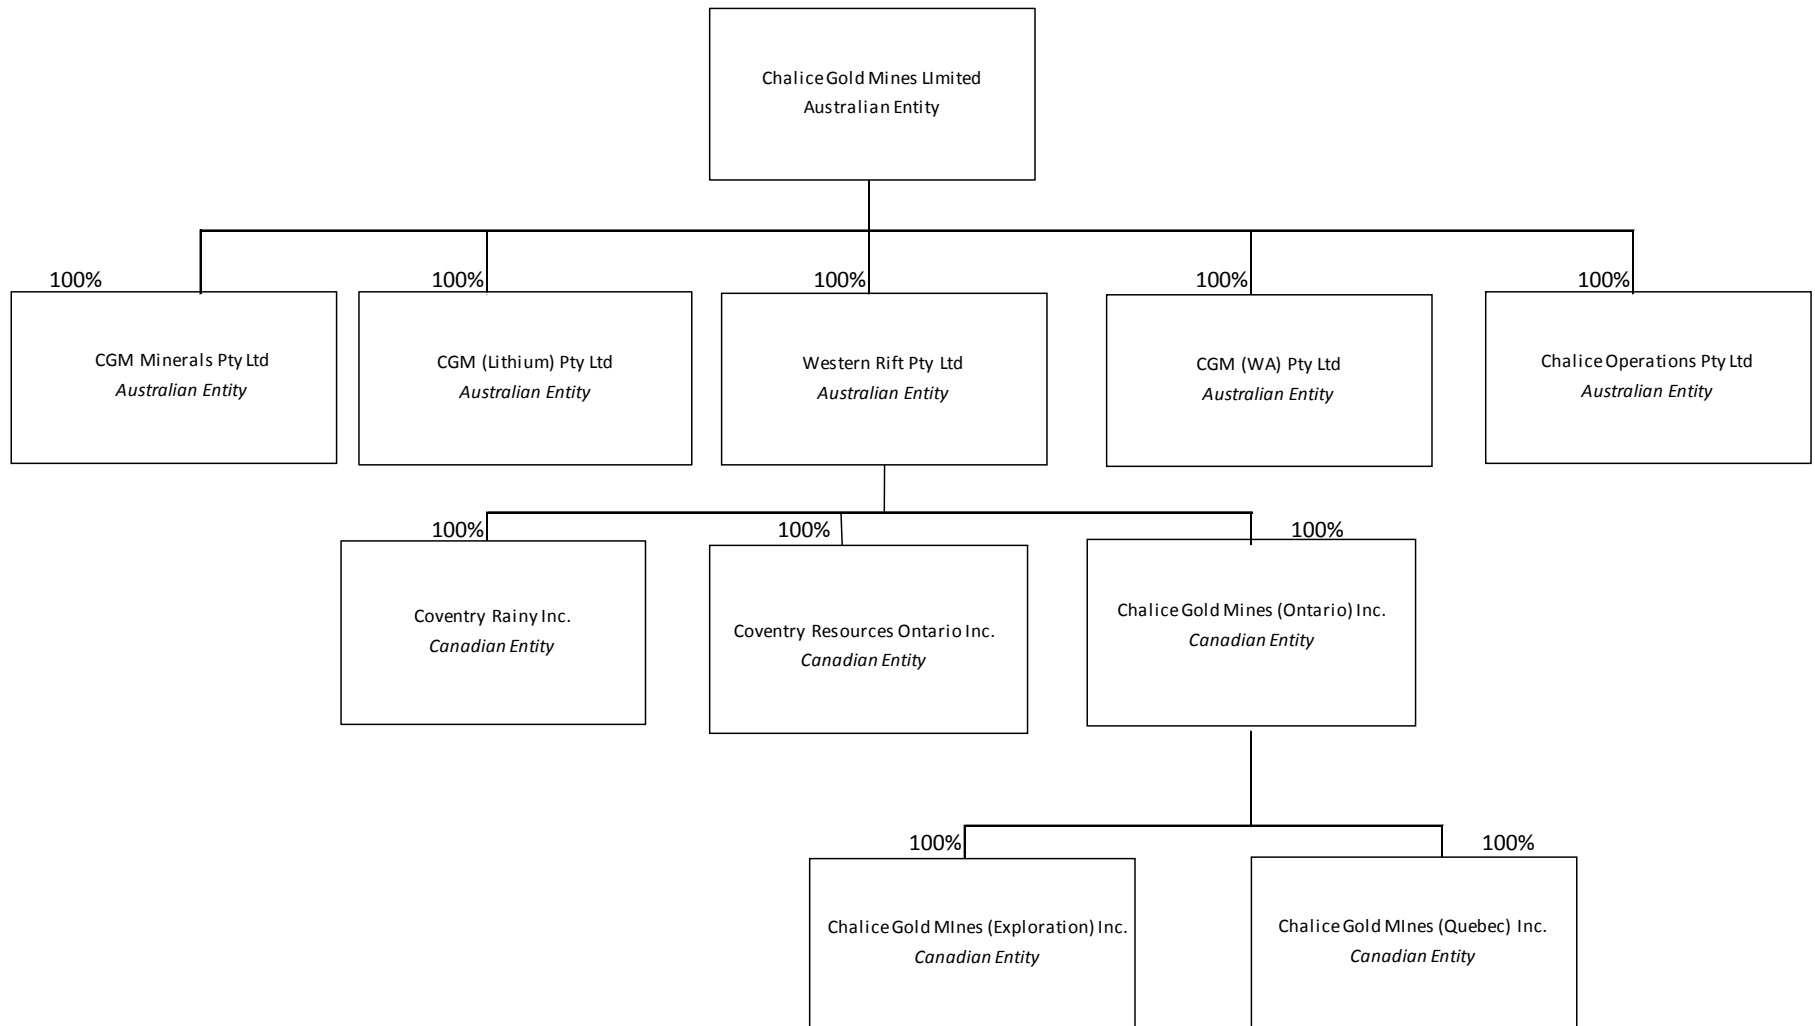 Chalice Gold Mines LImited
Australian Entity
100%
100%
100%
100%
100%
CGM Minerals Pty Ltd
Australian Entity
CGM (Lithium) Pty Ltd
Australian Entity
Western Rift Pty Ltd
Australian Entity
CGM (WA) Pty Ltd
Australian Entity
Chalice Operations Pty Ltd
Australian Entity
100%
100%
100%
Coventry Rainy Inc.
Canadian Entity
Coventry Resources Ontario Inc.
Canadian Entity
Chalice Gold Mines (Ontario) Inc.
Canadian Entity
100%
100%
Chalice Gold MInes (Exploration) Inc.
Canadian Entity
Chalice Gold MInes (Quebec) Inc.
Canadian Entity